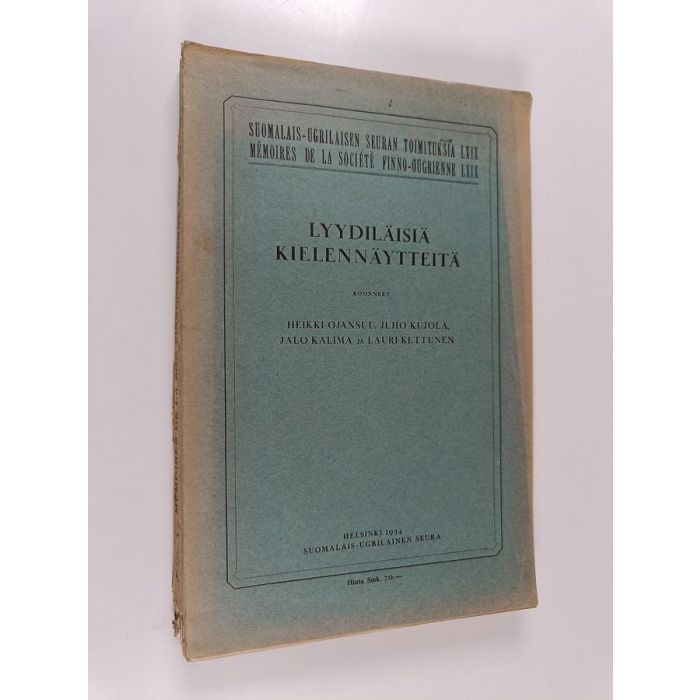 SUOMALAIS-UGRILAISEN SEURAN TOIMITUKSIA LXIX
MÉMOIRES DE LA SOCIÉTÉ FINNO-OUGRIENNE LXIX
LYYDILÄISIÄ
KIELENNÄYTTEITÄ
KOONNEET
HEIKKI OJANSUU, JUHO KUJOLA,
JALO KALIMA JA LAURI KETTUNEN
HELSINKI 1934
SUOMALAIS-UGRILAINEN SEURA
Hinta Smk. 70:—